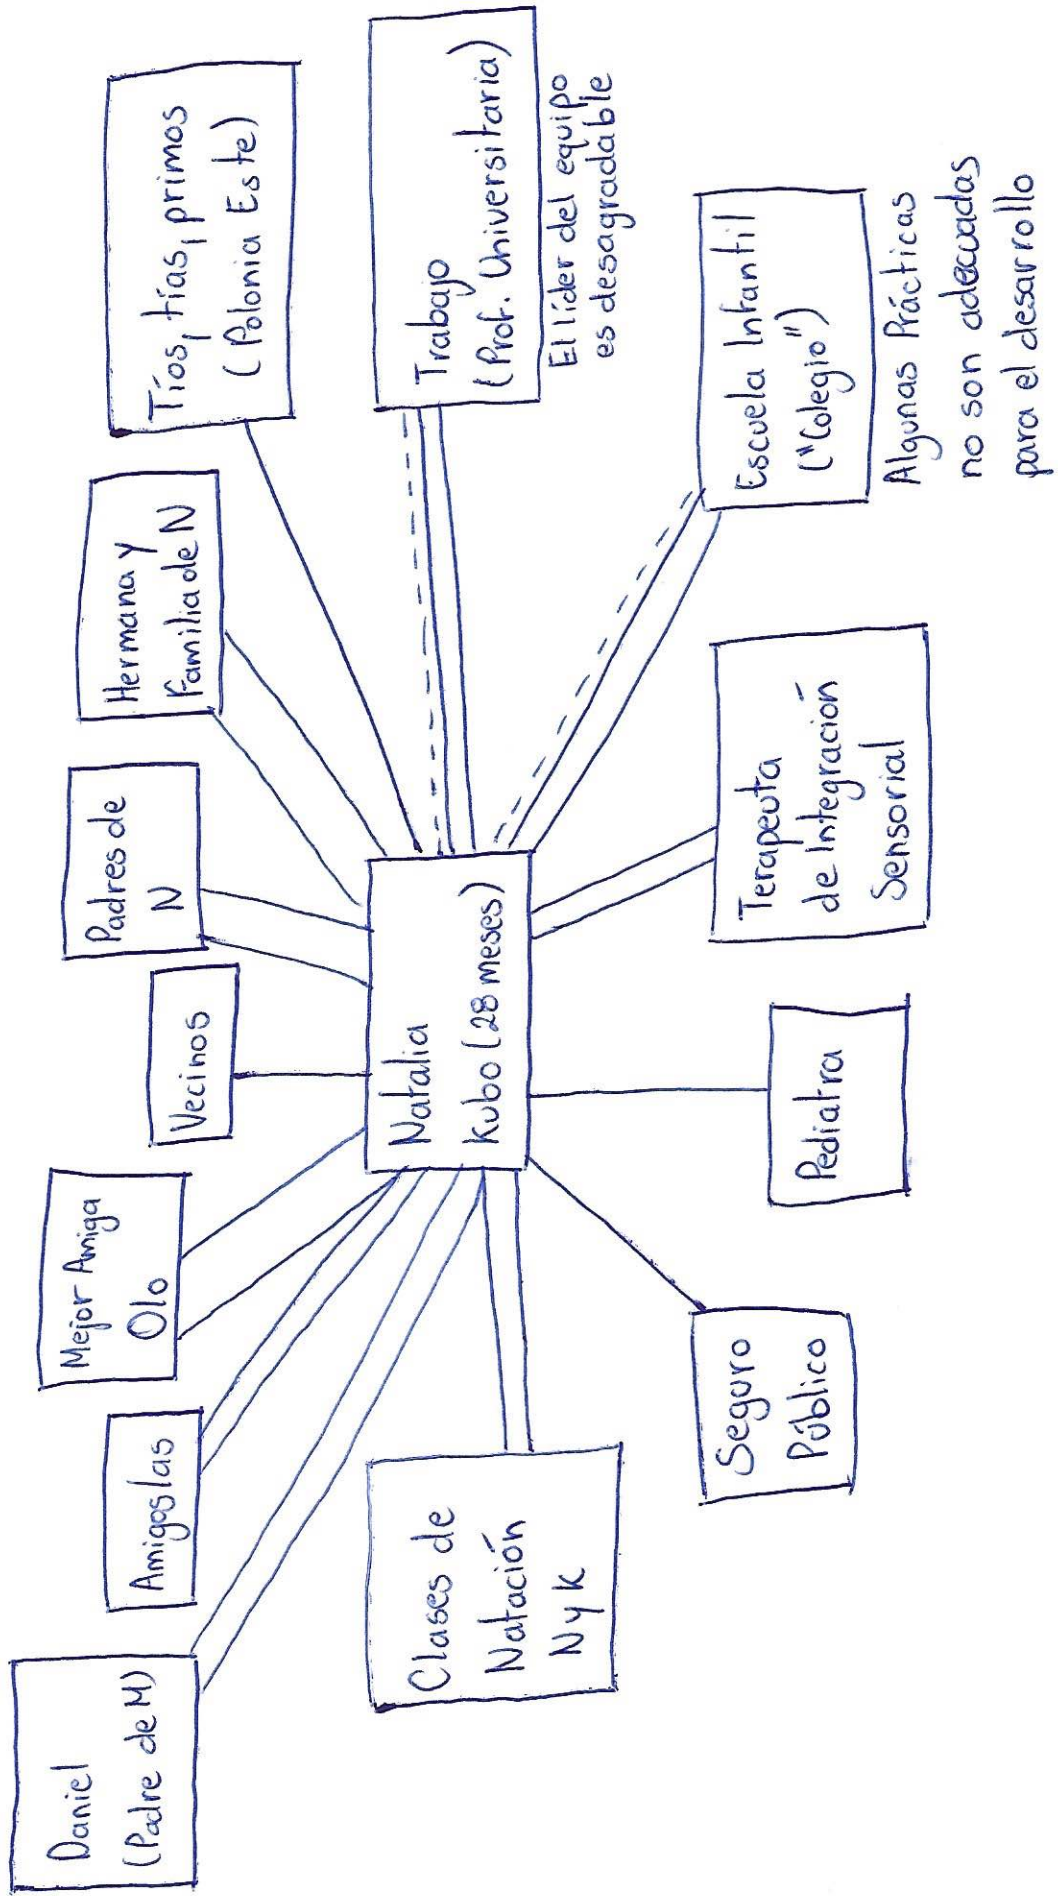 Daniel
(Padre de M)
Amigos/as
Mejor Amiga
Olo
Vecinos
Padres de
N
Hermana y
Familia de N
Tíos, tías, primos
(Polonia Este)
Clases de
Natación
N y K
Natalia
Kubo (28 meses)
Trabajo
(Prof. Universitaria)
El líder del equipo
es desagradable
Seguro
Público
Pediatra
Terapeuta
de Integración
Sensorial
Escuela Infantil
("Colegio")
Algunas Prácticas
no son adecuadas
para el desarrollo